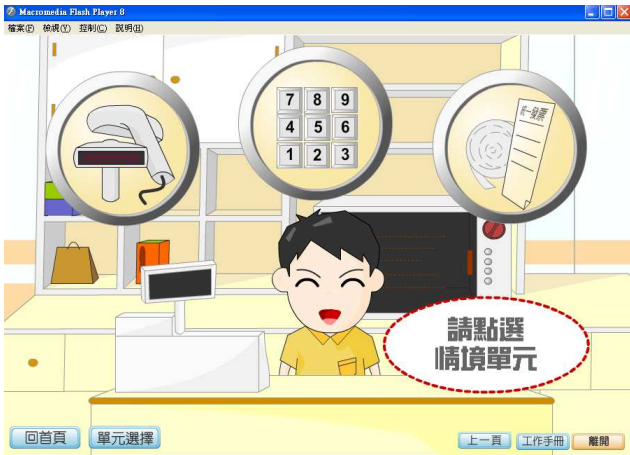 Macromedia Flash Player 8
檔案(F) 檢視(V) 控制(C) 說明(H)
7 8 9
4 5 6
1 2 3
統一發票
請點選
情境單元
回首頁 單元選擇 上一頁 工作手冊 離開